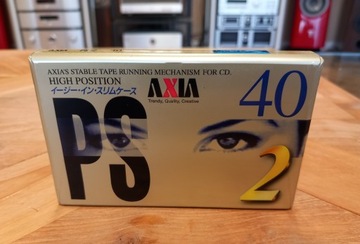 AXIA'S STABLE TAPE RUNNING MECHANISM FOR CD.
HIGH POSITION
イージー・イン・スリムケース
AXIA
Trendy, Quality, Creative
40
PS
2